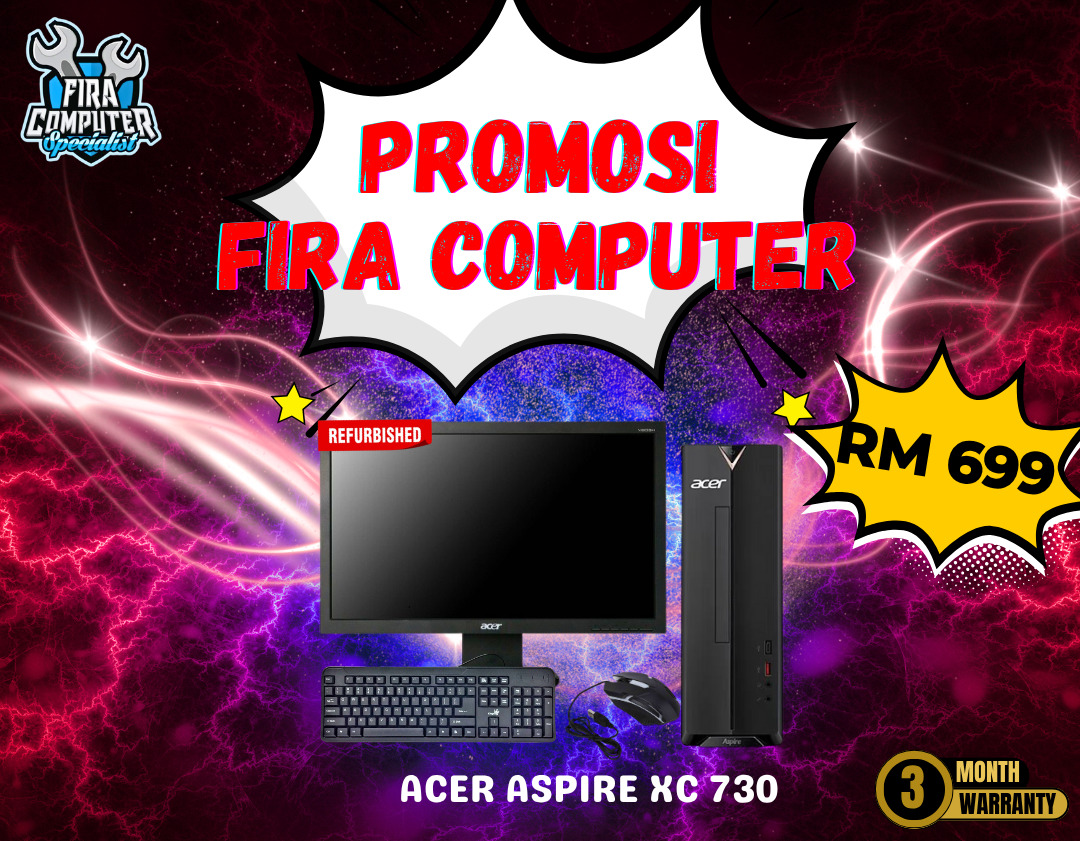 FIRA
COMPUTER
Specialist
PROMOSI
FIRA COMPUTER
REFURBISHED
RM 699
acer
acer
Aspire
ACER ASPIRE XC 730
3
MONTH
WARRANTY